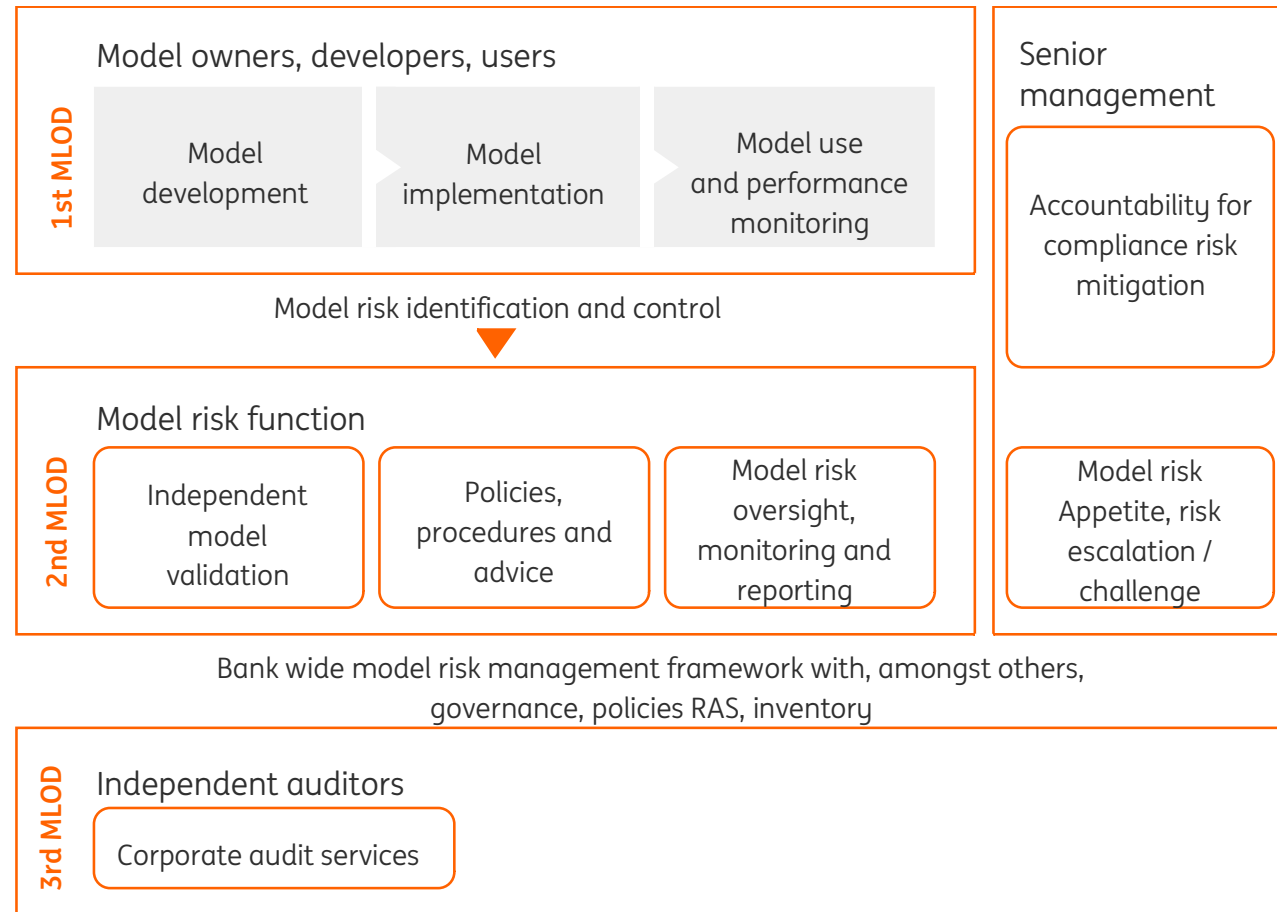 1st MLOD
Model owners, developers, users
Model
development
Model
implementation
Model use
and performance
monitoring
Senior
management
Accountability for
compliance risk
mitigation
Model risk identification and control
2nd MLOD
Model risk function
Independent
model
validation
Policies,
procedures and
advice
Model risk
oversight,
monitoring and
reporting
Model risk
Appetite, risk
escalation /
challenge
Bank wide model risk management framework with, amongst others,
governance, policies RAS, inventory
3rd MLOD
Independent auditors
Corporate audit services